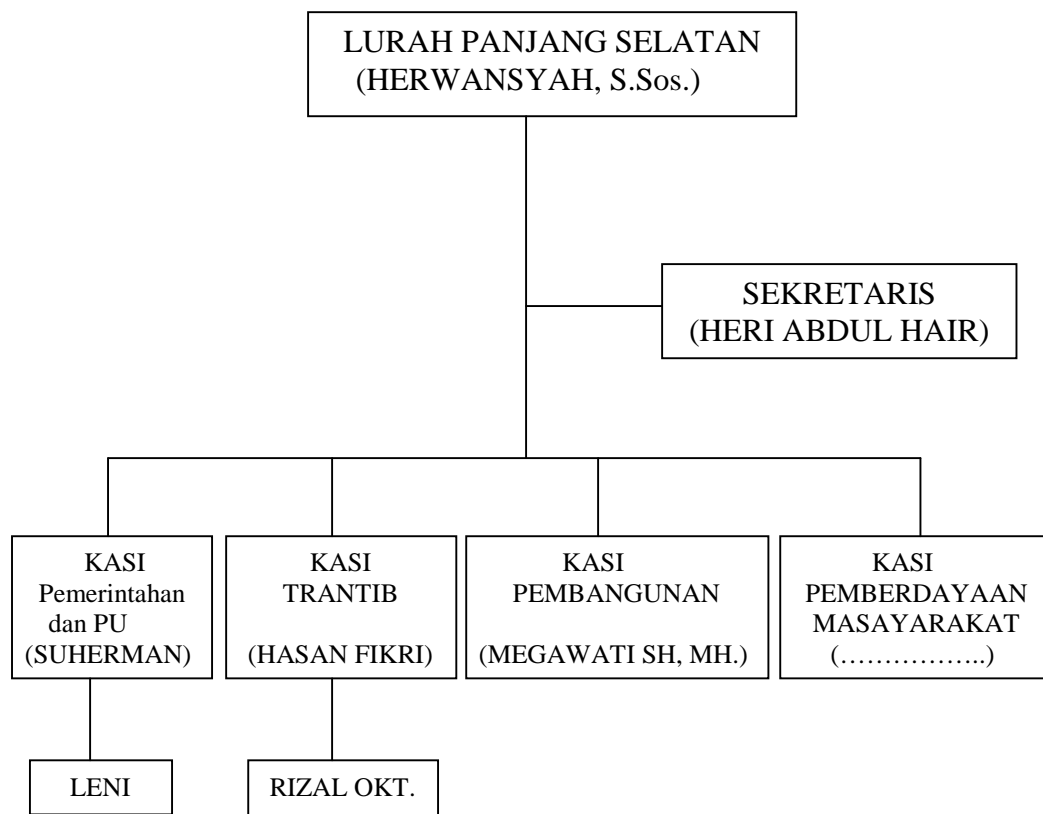 LURAH PANJANG SELATAN
(HERWANSYAH, S.Sos.)
SEKRETARIS
(HERI ABDUL HAIR)
KASI
Pemerintahan
dan PU
(SUHERMAN)
KASI
TRANTIB
(HASAN FIKRI)
KASI
PEMBANGUNAN
(MEGAWATI SH, MH.)
KASI
PEMBERDAYAAN
MASAYARAKAT
(……………..)
LENI
RIZAL OKT.